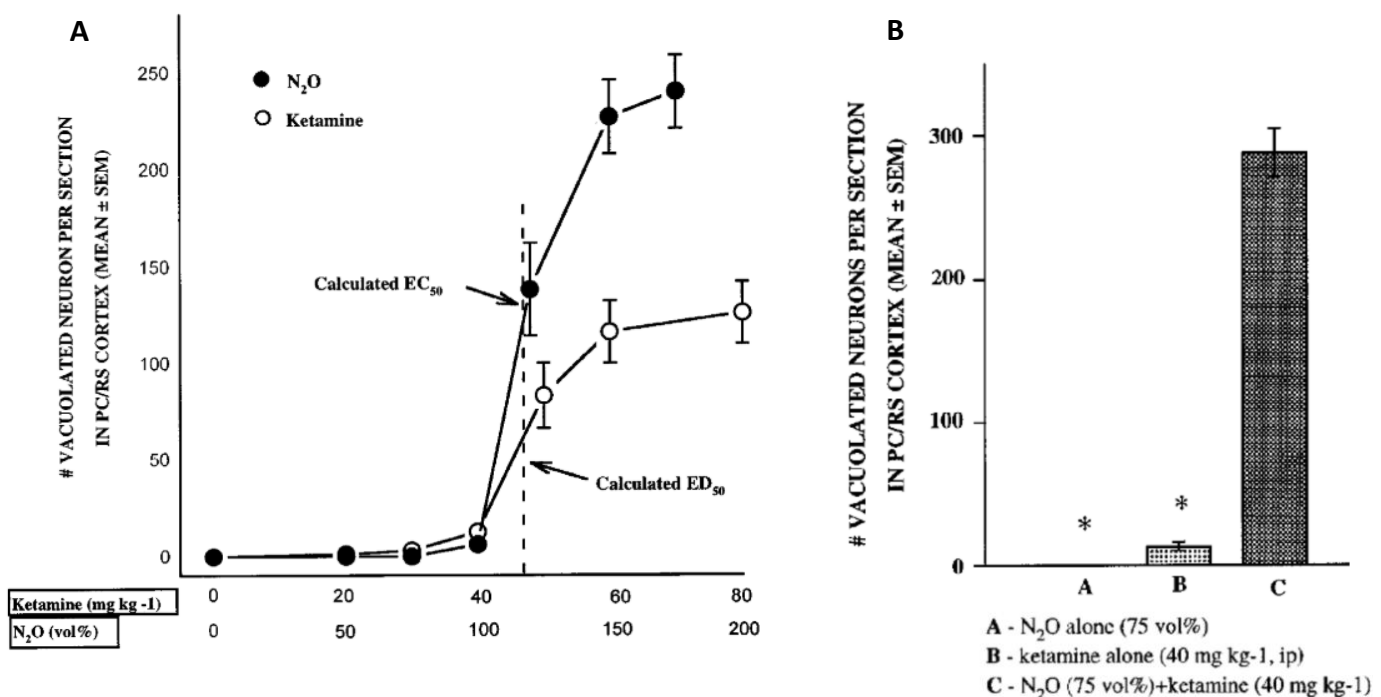 A
# VACUOLATED NEURON PER SECTION
IN PC/RS CORTEX (MEAN ± SEM)
250
200
150
100
50
0
N₂O
Ketamine
Calculated EC₅₀
Calculated ED₅₀
Ketamine (mg kg -1) 0 20 40 60 80
N₂O (vol%) 0 50 100 150 200
B
# VACUOLATED NEURONS PER SECTION
IN PC/RS CORTEX (MEAN ± SEM)
300
200
100
0
* *
A B C
A - N₂O alone (75 vol%)
B - ketamine alone (40 mg kg-1, ip)
C - N₂O (75 vol%)+ketamine (40 mg kg-1)